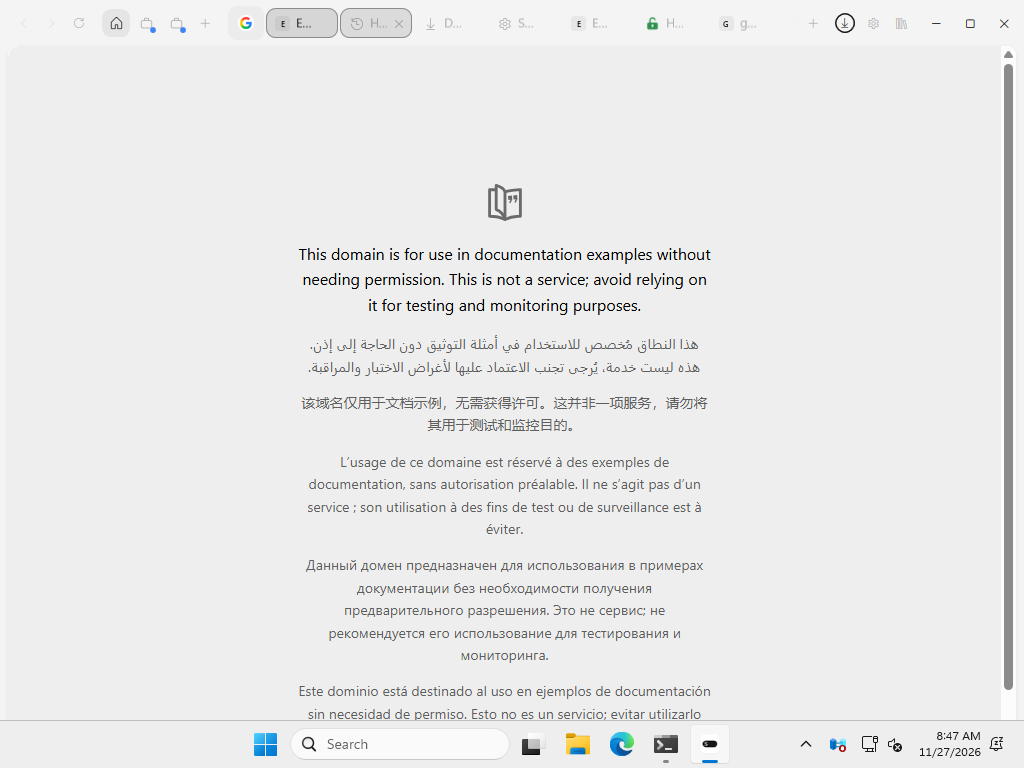 E E... H... D... S... E E... H... G g...
This domain is for use in documentation examples without
needing permission. This is not a service; avoid relying on
it for testing and monitoring purposes.
هذا النطاق مُخصص للاستخدام في أمثلة التوثيق دون الحاجة إلى إذن.
هذه ليست خدمة، يُرجى تجنب الاعتماد عليها لأغراض الاختبار والمراقبة.
该域名仅用于文档示例，无需获得许可。这并非一项服务，请勿将
其用于测试和监控目的。
L’usage de ce domaine est réservé à des exemples de
documentation, sans autorisation préalable. Il ne s’agit pas d’un
service ; son utilisation à des fins de test ou de surveillance est à
éviter.
Данный домен предназначен для использования в примерах
документации без необходимости получения
предварительного разрешения. Это не сервис; не
рекомендуется его использование для тестирования и
мониторинга.
Este dominio está destinado al uso en ejemplos de documentación
sin necesidad de permiso. Esto no es un servicio; evitar utilizarlo
Search
8:47 AM
11/27/2026